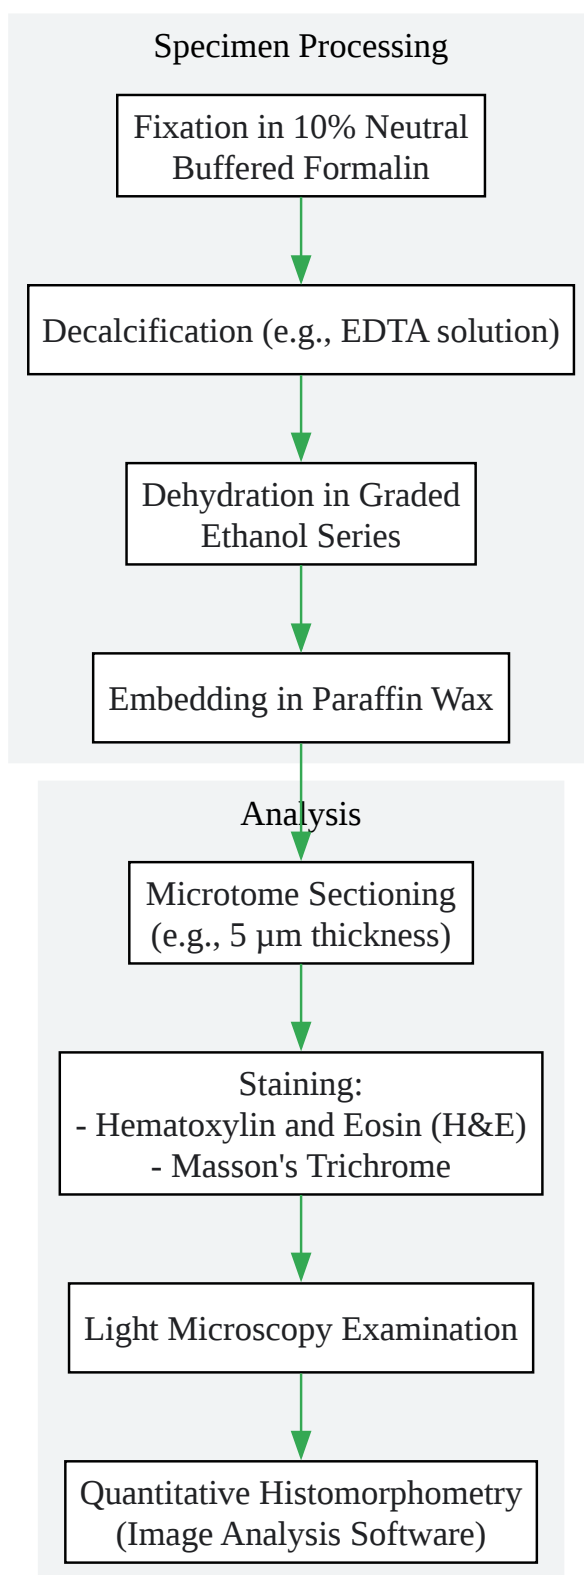 Specimen Processing
Fixation in 10% Neutral
Buffered Formalin
Decalcification (e.g., EDTA solution)
Dehydration in Graded
Ethanol Series
Embedding in Paraffin Wax
Analysis
Microtome Sectioning
(e.g., 5 µm thickness)
Staining:
- Hematoxylin and Eosin (H&E)
- Masson's Trichrome
Light Microscopy Examination
Quantitative Histomorphometry
(Image Analysis Software)